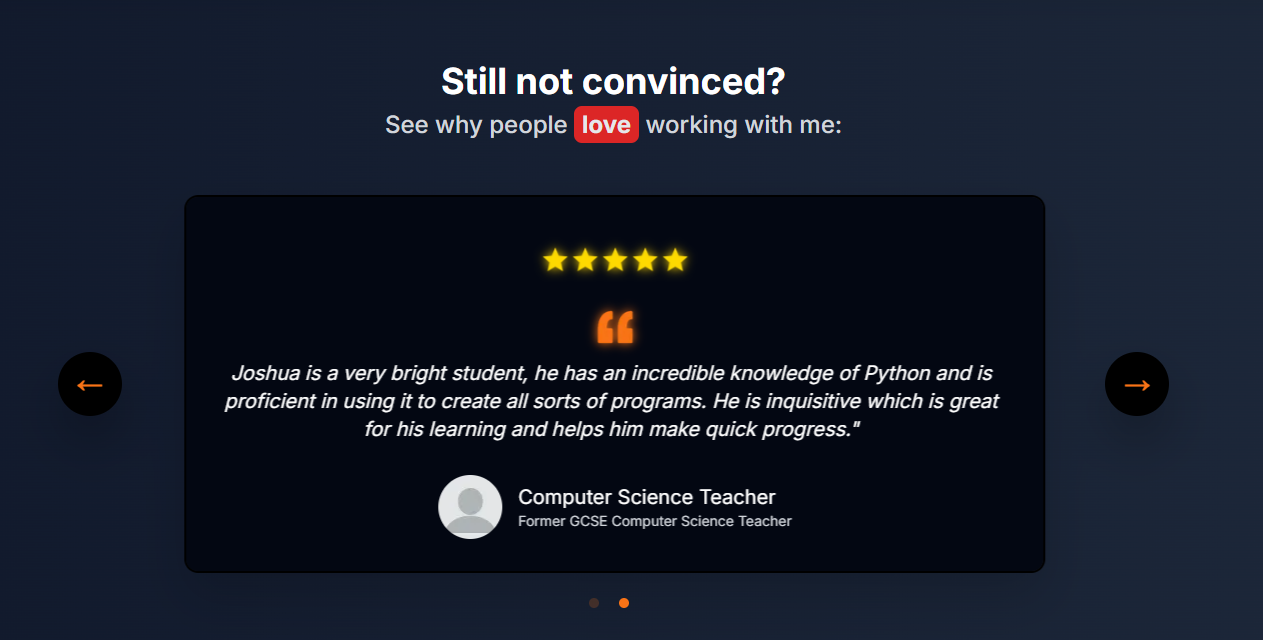 Still not convinced?
See why people love working with me:
★★★★★
❝
Joshua is a very bright student, he has an incredible knowledge of Python and is
proficient in using it to create all sorts of programs. He is inquisitive which is great
for his learning and helps him make quick progress."
←
→
Computer Science Teacher
Former GCSE Computer Science Teacher